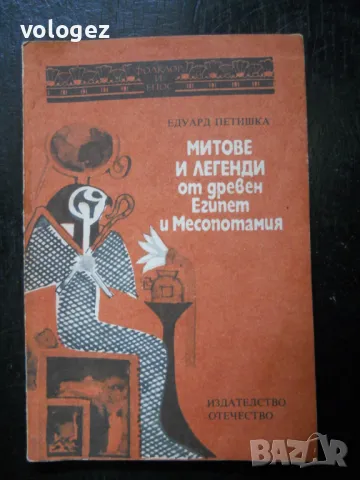 vologez
ФОЛКЛОР
И
ЕПОС
ЕДУАРД ПЕТИШКА
МИТОВЕ
И ЛЕГЕНДИ
от древен
Египет
и Месопотамия
ИЗДАТЕЛСТВО
ОТЕЧЕСТВО
BAZAR